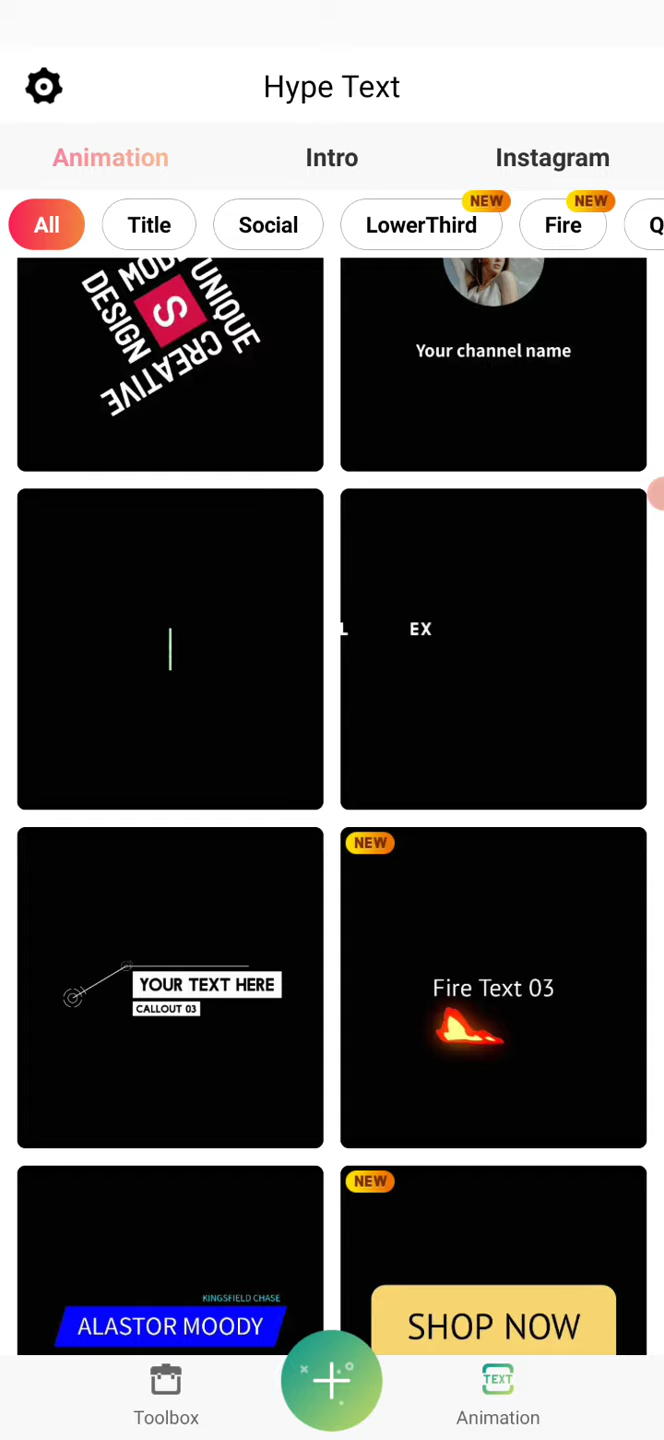 Hype Text
Animation
Intro
Instagram
NEW
NEW
All
Title
Social
LowerThird
Fire
Q
MOD
UNIQUE
DESIGN
S
CREATIVE
Your channel name
L EX
NEW
YOUR TEXT HERE
CALLOUT 03
Fire Text 03
NEW
KINGSFIELD CHASE
ALASTOR MOODY
SHOP NOW
TEXT
Toolbox
Animation